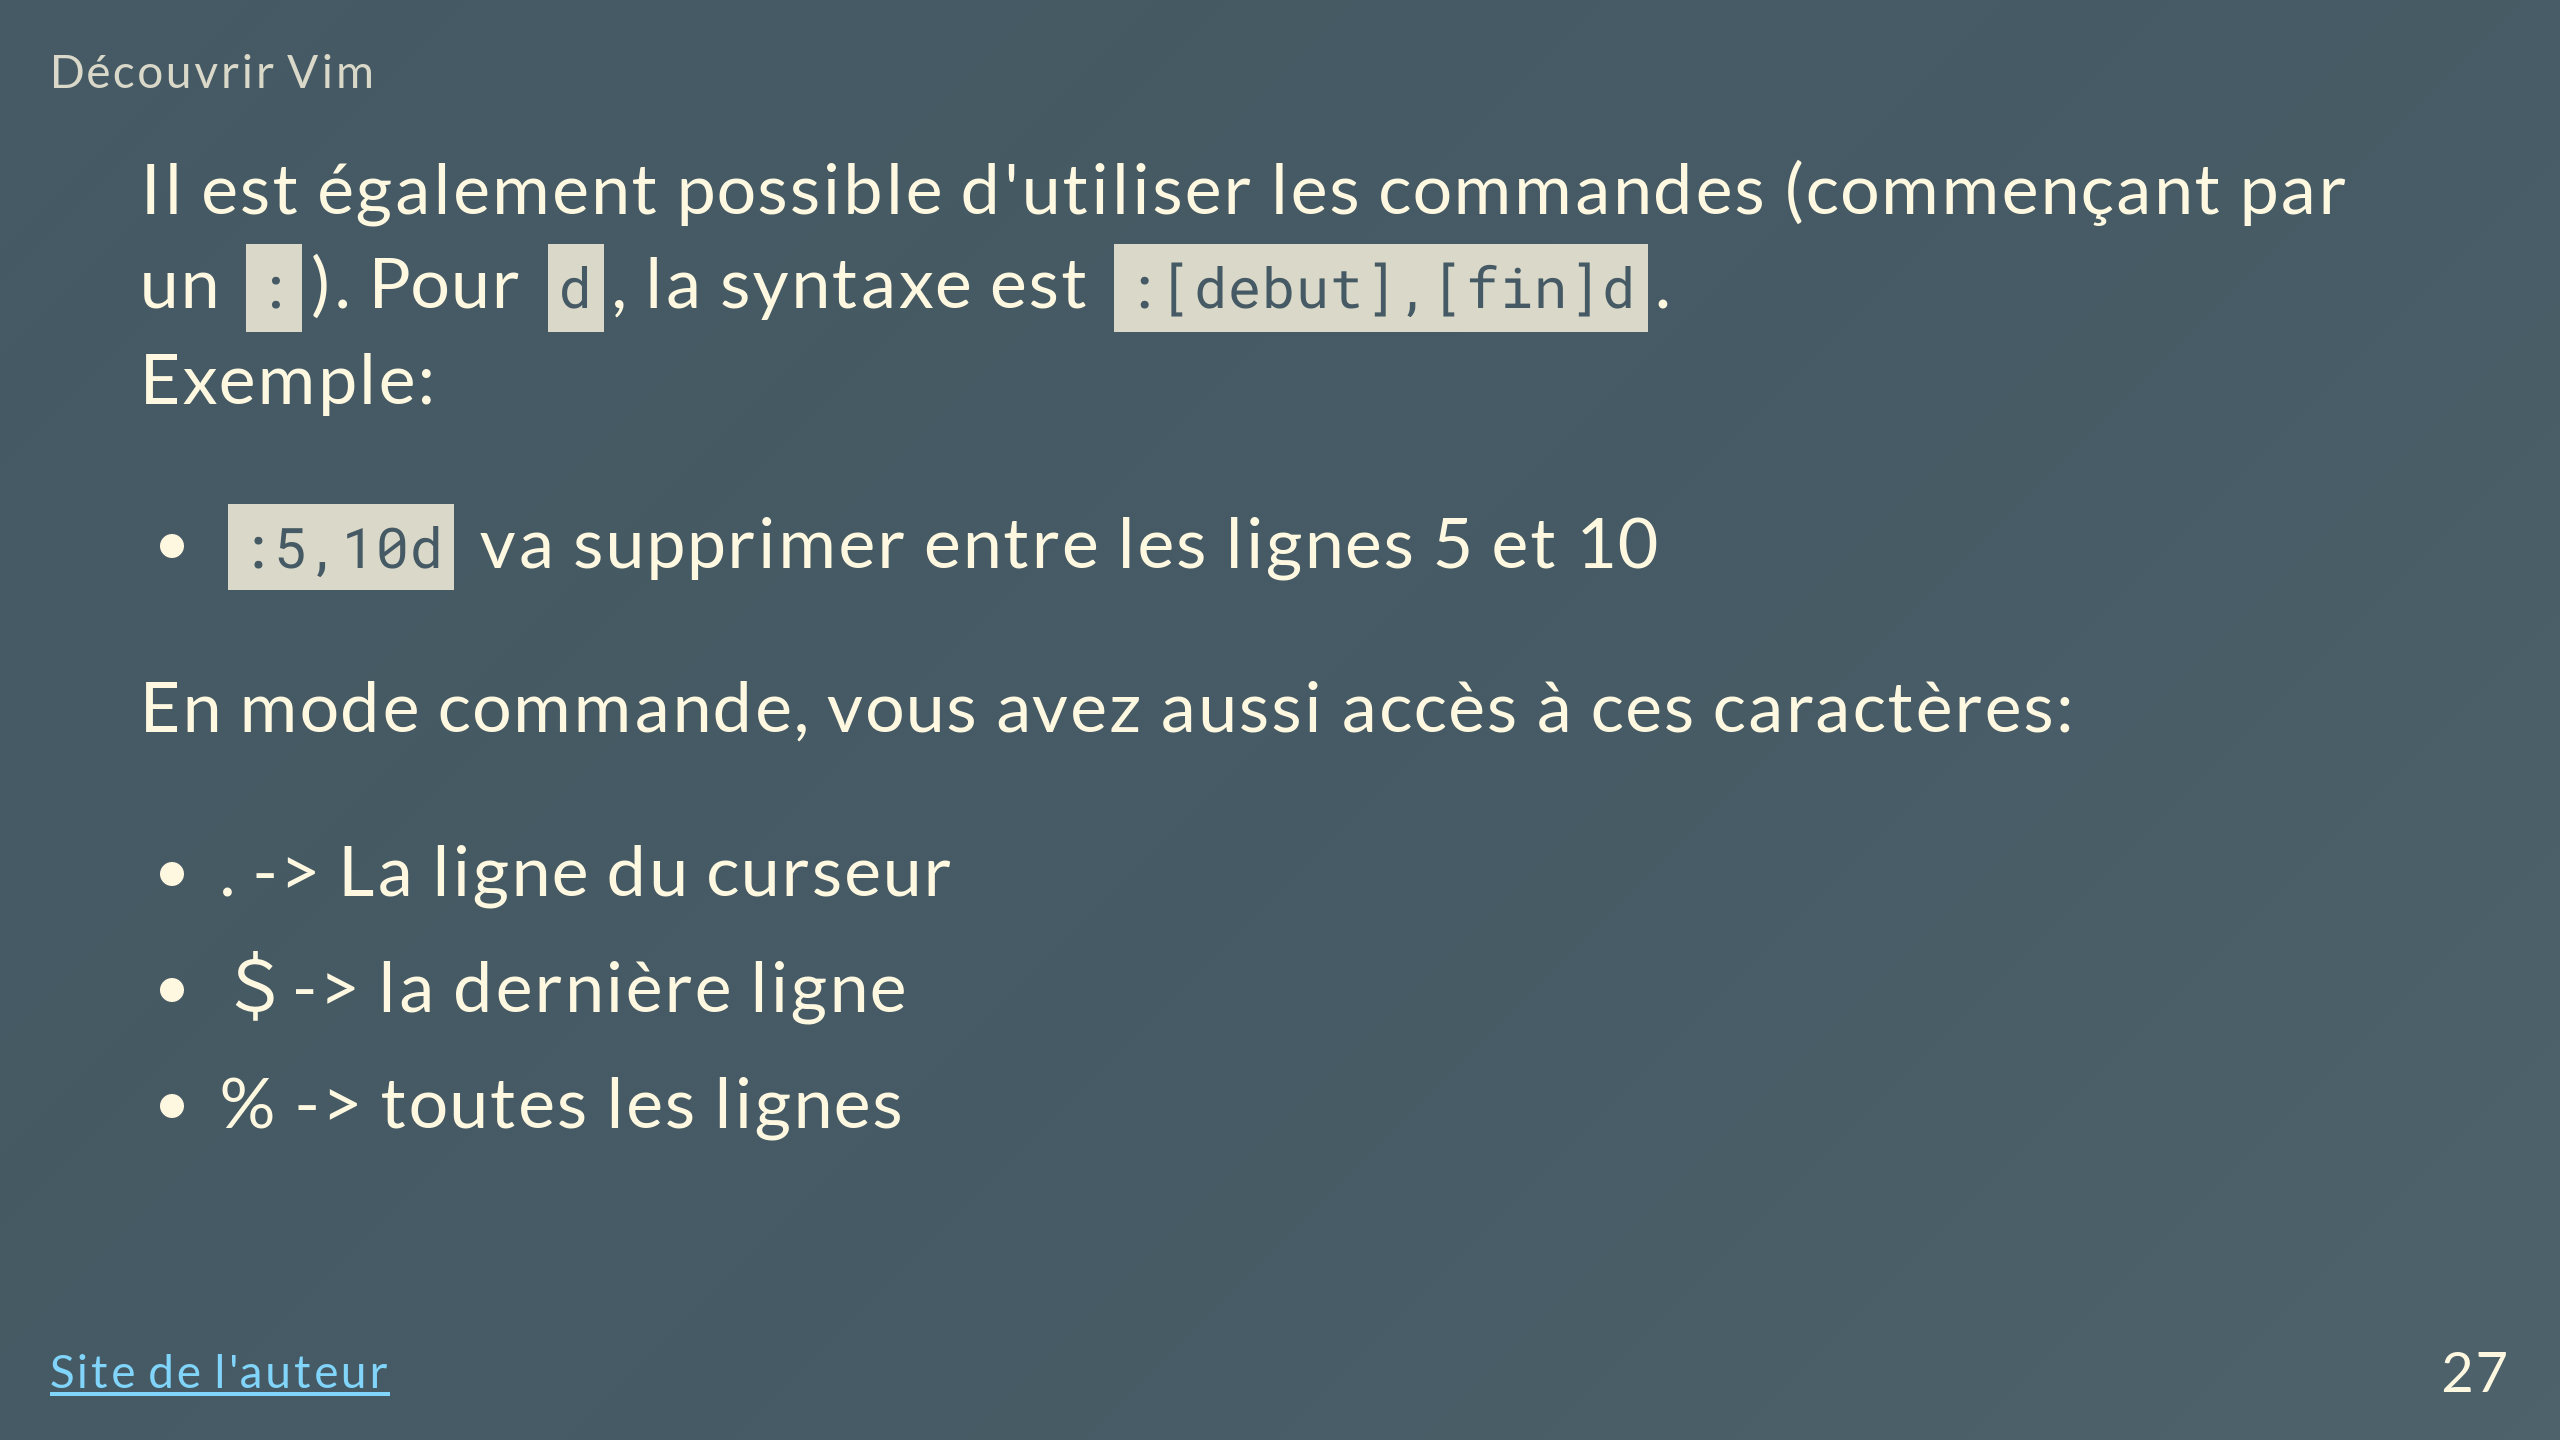 Découvrir Vim
Il est également possible d'utiliser les commandes (commençant par
un : ). Pour d , la syntaxe est :[debut],[fin]d .
Exemple:
• :5,10d va supprimer entre les lignes 5 et 10
En mode commande, vous avez aussi accès à ces caractères:
• . -> La ligne du curseur
• $ -> la dernière ligne
• % -> toutes les lignes
Site de l'auteur
27